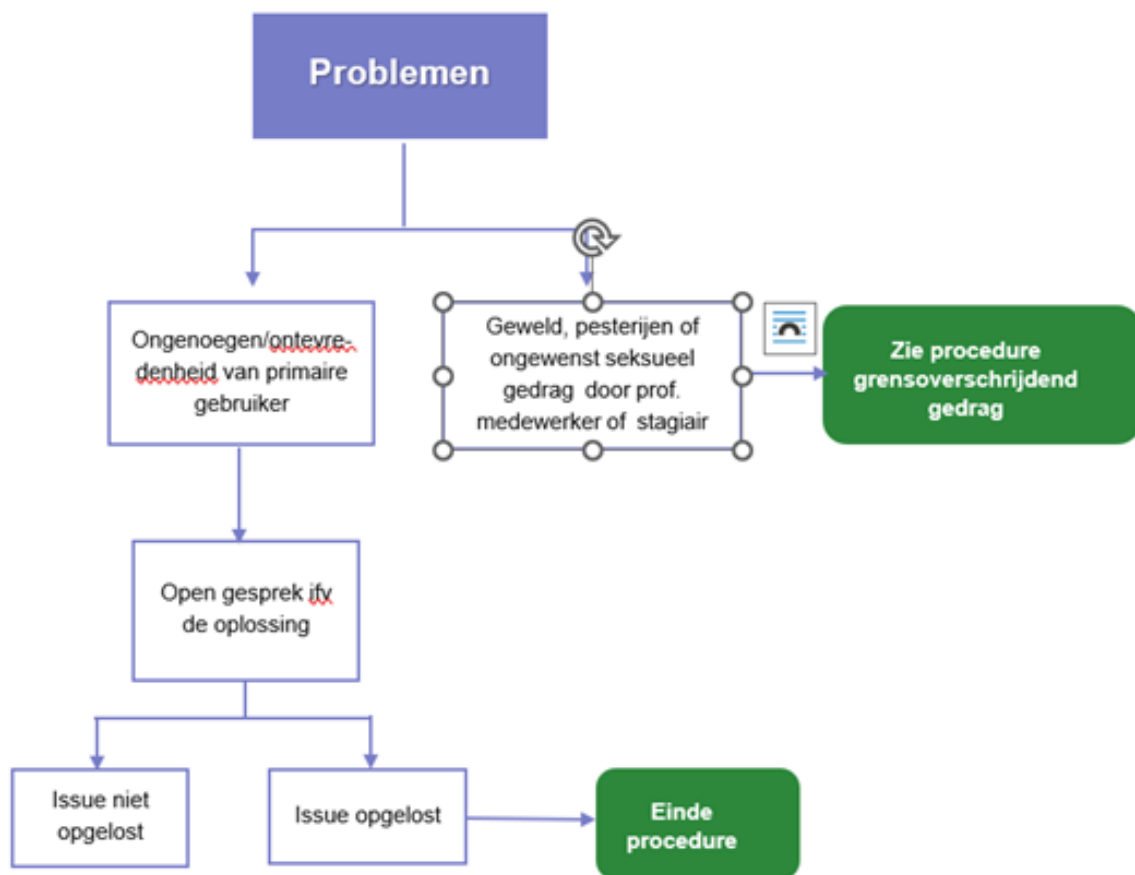 Problemen
Ongenoegen/ontevre-
denheid van primaire
gebruiker
Geweld, pesterijen of
ongewenst seksueel
gedrag  door prof.
medewerker of  stagiair
Zie procedure
grensoverschrijdend
gedrag
Open gesprek ifv
de oplossing
Issue niet
opgelost
Issue opgelost
Einde
procedure